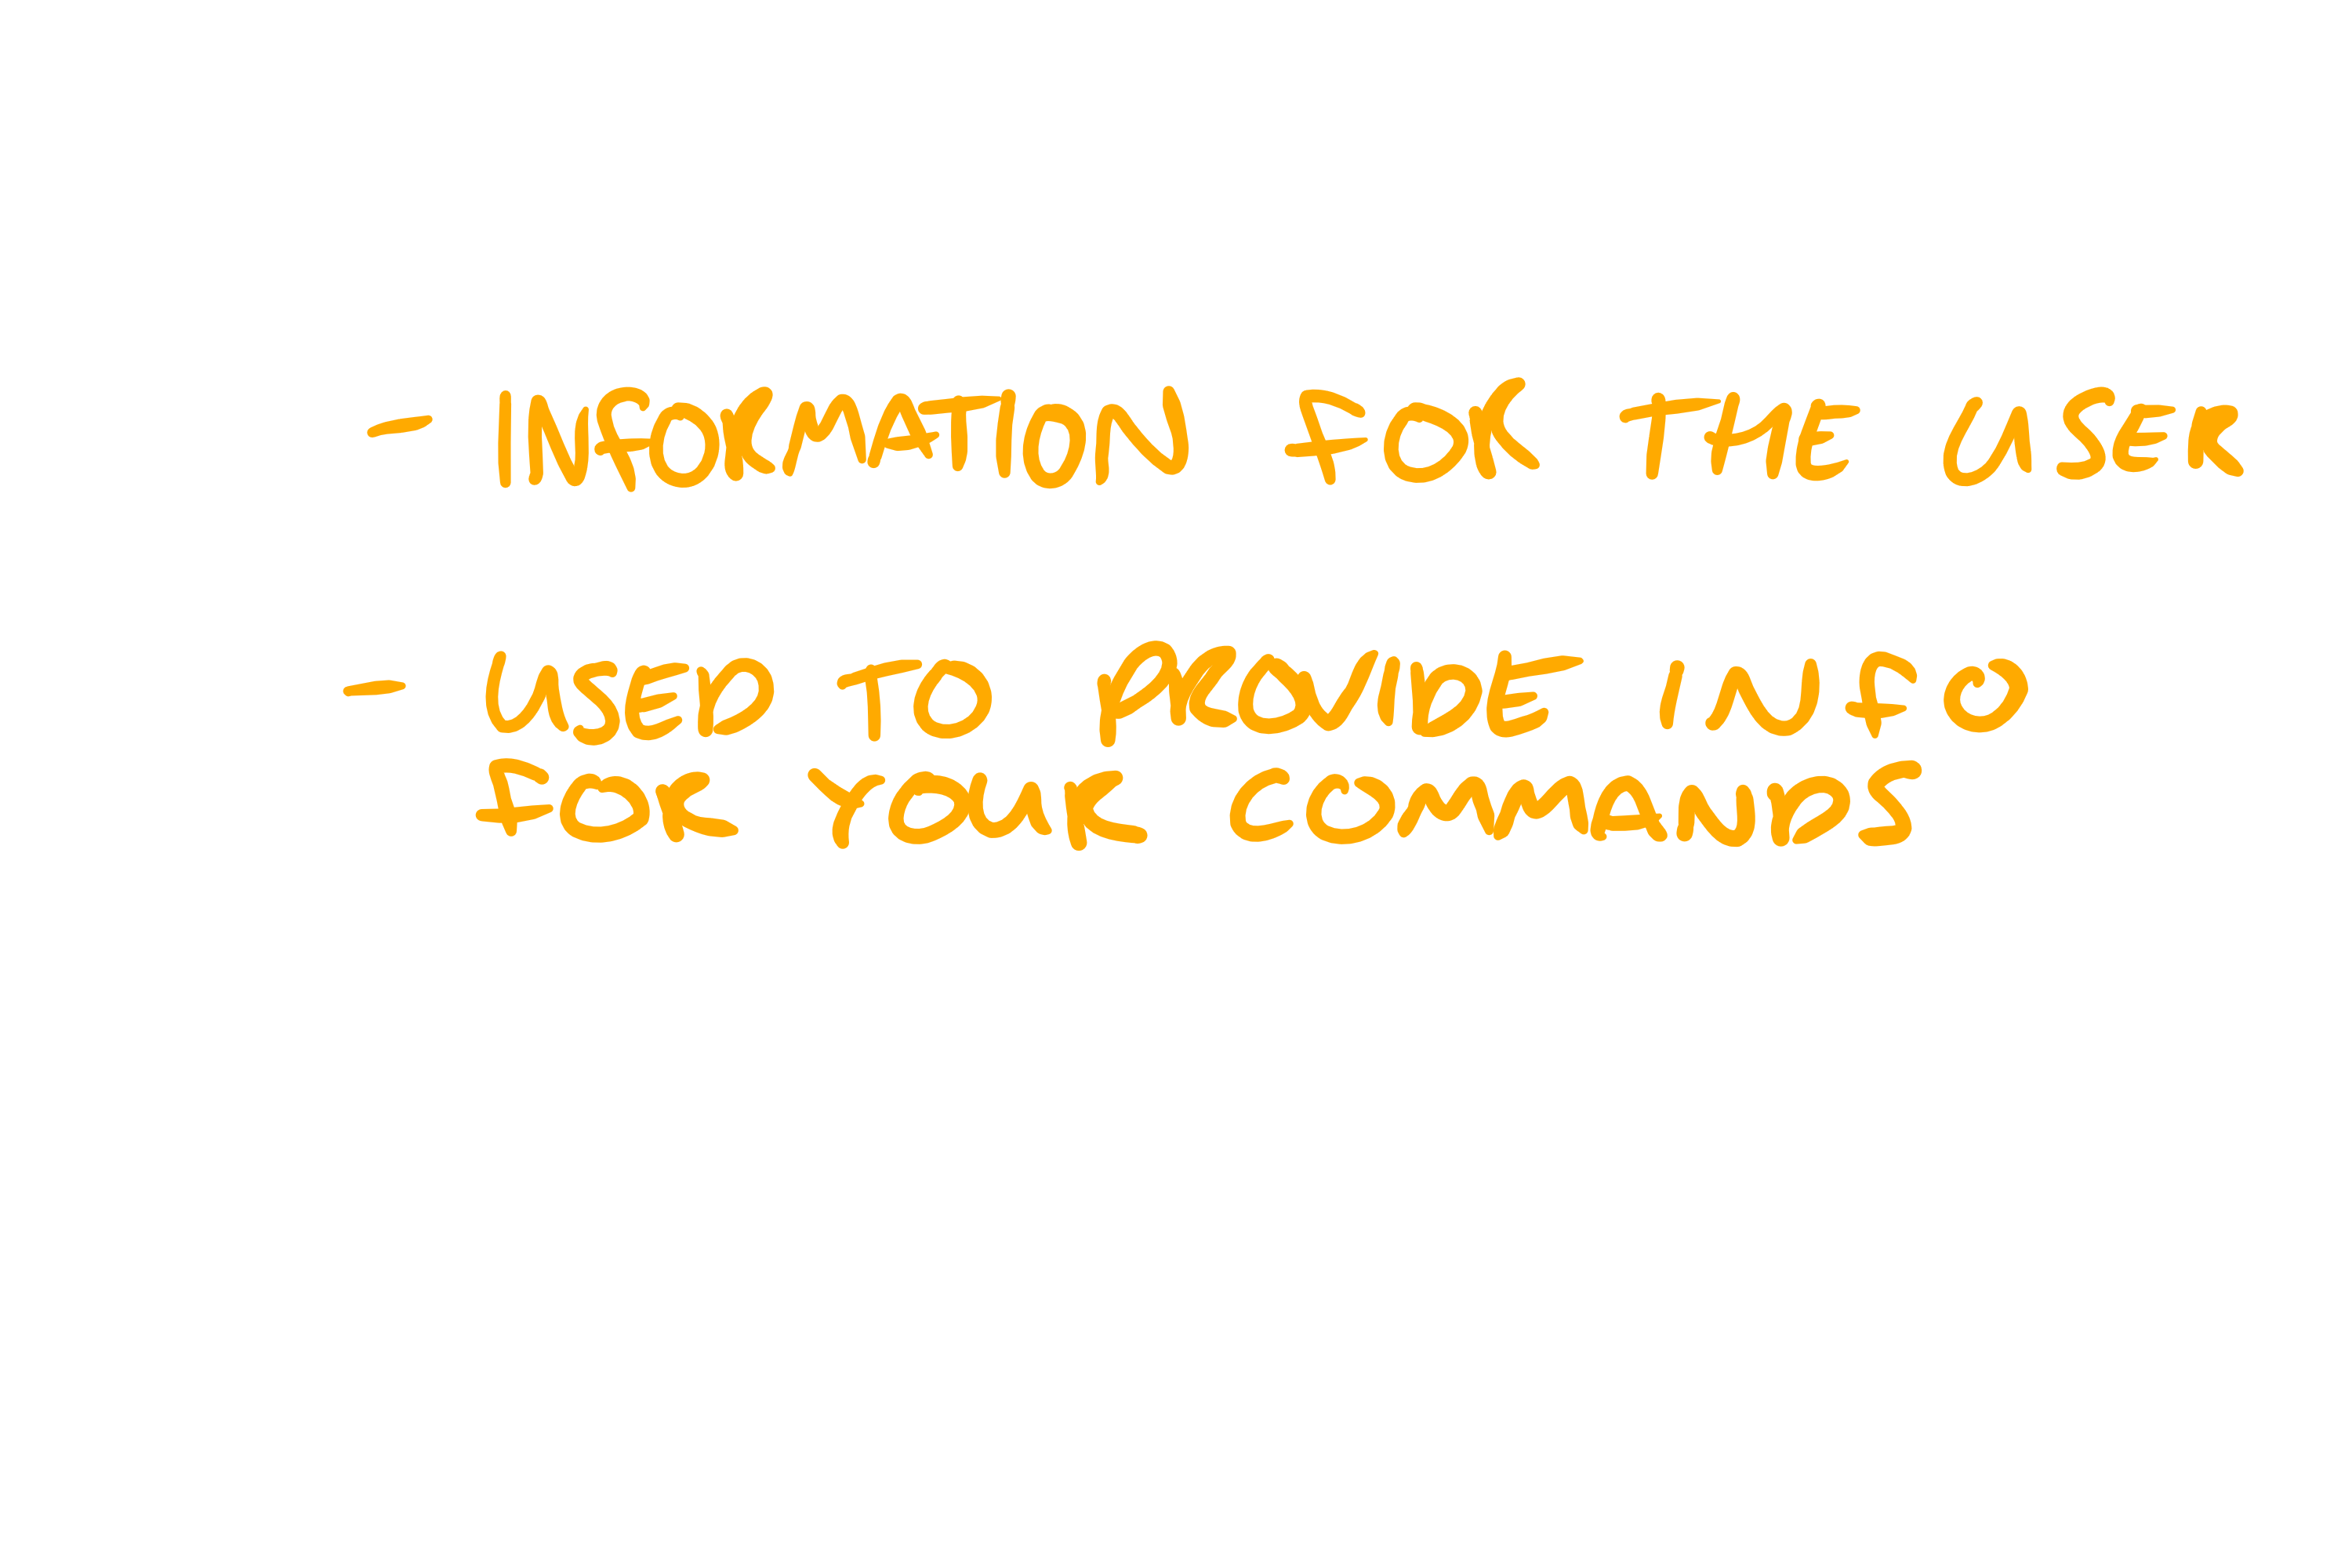 - INFORMATION FOR THE USER
- USED TO PROVIDE INFO
FOR YOUR COMMANDS